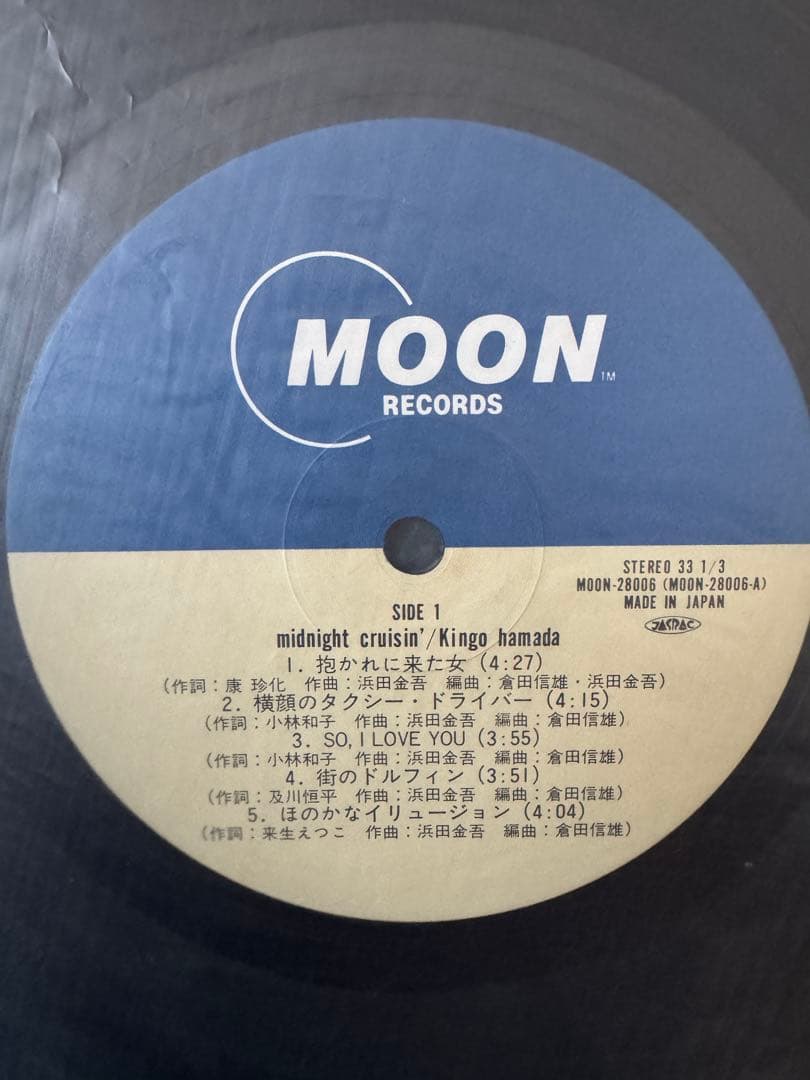 MOON TM
RECORDS
STEREO 33 1/3
MOON-28006 (MOON-28006-A)
MADE IN JAPAN
JASRAC
SIDE 1
midnight cruisin'/Kingo hamada
1. 抱かれに来た女 (4:27)
(作詞:康 珍化 作曲:浜田金吾 編曲:倉田信雄・浜田金吾)
2. 横顔のタクシー・ドライバー (4:15)
(作詞:小林和子 作曲:浜田金吾 編曲:倉田信雄)
3. SO, I LOVE YOU (3:55)
(作詞:小林和子 作曲:浜田金吾 編曲:倉田信雄)
4. 街のドルフィン (3:51)
(作詞:及川恒平 作曲:浜田金吾 編曲:倉田信雄)
5. ほのかなイリュージョン (4:04)
(作詞:来生えつこ 作曲:浜田金吾 編曲:倉田信雄)